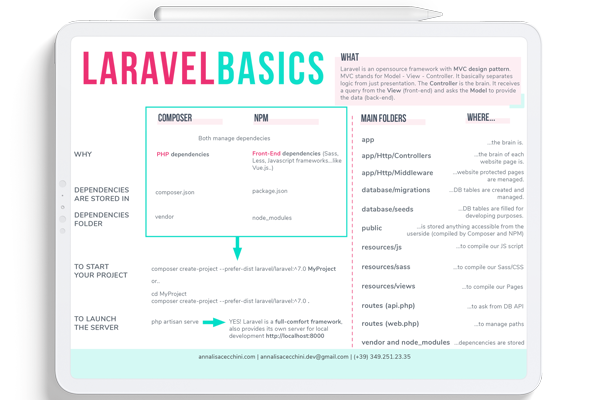 LARAVELBASICS
WHAT
Laravel is an opensource framework with MVC design pattern.
MVC stands for Model - View - Controller. It basically separates
logic from just presentation. The Controller is the brain. It receives
a query from the View (front-end) and asks the Model to provide
the data (back-end).
COMPOSER NPM
Both manage dependecies
WHY
PHP dependencies
Front-End dependencies (Sass,
Less, Javascript frameworks...like
Vue.js..)
DEPENDENCIES
ARE STORED IN
composer.json
package.json
DEPENDENCIES
FOLDER
vendor
node_modules
TO START
YOUR PROJECT
composer create-project --prefer-dist laravel/laravel:^7.0 MyProject
or..
cd MyProject
composer create-project --prefer-dist laravel/laravel:^7.0 .
TO LAUNCH
THE SERVER
php artisan serve
YES! Laravel is a full-comfort framework,
also provides its own server for local
development http://localhost:8000
MAIN FOLDERS WHERE...
app ...the brain is.
app/Http/Controllers ...the brain of each
website page is.
app/Http/Middleware ...website protected pages
are managed.
database/migrations ...DB tables are created and
managed.
database/seeds ...DB tables are filled for
developing purposes.
public ...is stored anything accessible from the
userside (compiled by Composer and NPM)
resources/js ...to compile our JS script
resources/sass ...to compile our Sass/CSS
resources/views ...to compile our Pages
routes (api.php) ...to ask from DB API
routes (web.php) ...to manage paths
vendor and node_modules ...depencencies are stored
annalisacecchini.com | annalisacecchini.dev@gmail.com | (+39) 349.251.23.35